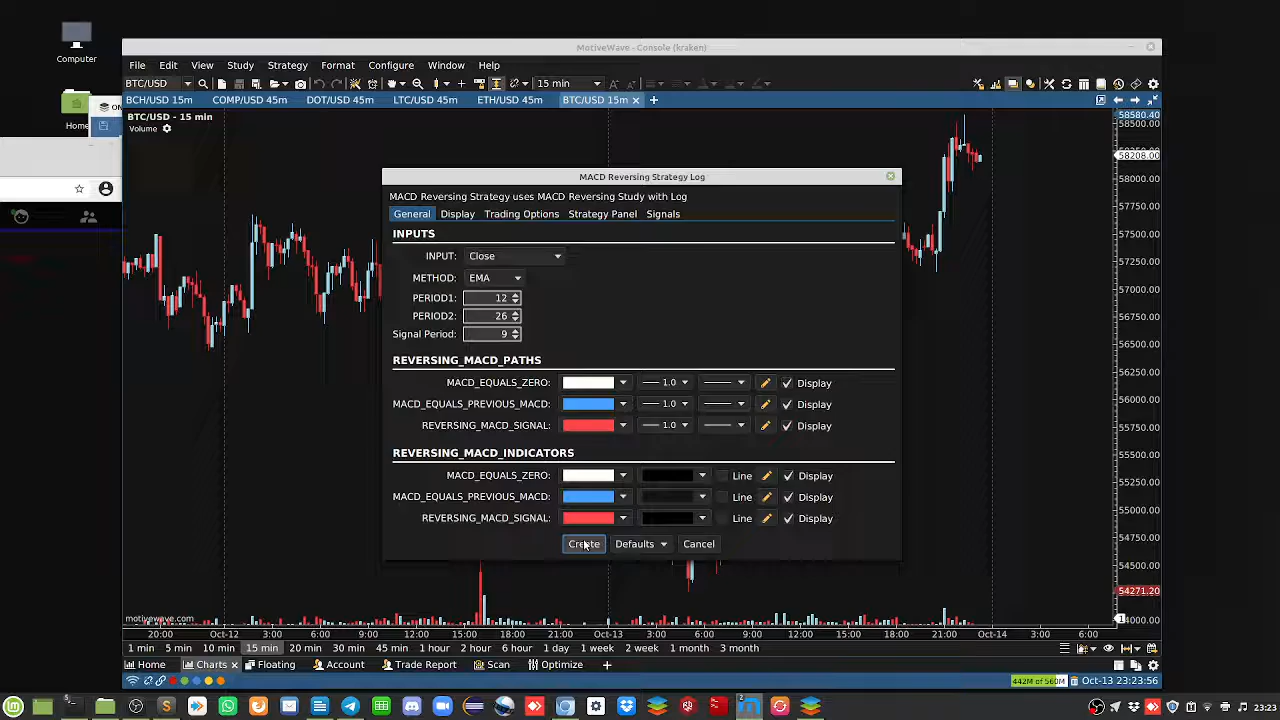 Computer
Home
ON
MotiveWave - Console (kraken)
File Edit View Study Strategy Format Configure Window Help
BTC/USD 15 min
BCH/USD 15m COMP/USD 45m DOT/USD 45m LTC/USD 45m ETH/USD 45m BTC/USD 15m
BTC/USD - 15 min
Volume
58580.40
58500.00
58208.00
58000.00
57750.00
57500.00
57250.00
57000.00
56750.00
56500.00
56250.00
56000.00
55750.00
55500.00
55250.00
55000.00
54750.00
54500.00
54271.20
MACD Reversing Strategy Log
MACD Reversing Strategy uses MACD Reversing Study with Log
General Display Trading Options Strategy Panel Signals
INPUTS
INPUT: Close
METHOD: EMA
PERIOD1: 12
PERIOD2: 26
Signal Period: 9
REVERSING_MACD_PATHS
MACD_EQUALS_ZERO: 1.0 Display
MACD_EQUALS_PREVIOUS_MACD: 1.0 Display
REVERSING_MACD_SIGNAL: 1.0 Display
REVERSING_MACD_INDICATORS
MACD_EQUALS_ZERO: Line Display
MACD_EQUALS_PREVIOUS_MACD: Line Display
REVERSING_MACD_SIGNAL: Line Display
Create Defaults Cancel
motivewave.com
20:00 Oct-12 3:00 6:00 9:00 12:00 15:00 18:00 21:00 Oct-13 3:00 6:00 9:00 12:00 15:00 18:00 21:00 Oct-14 3:00 6:00
1 min 5 min 10 min 15 min 20 min 30 min 45 min 1 hour 2 hour 6 hour 1 day 1 week 2 week 1 month 3 month
Home Charts Floating Account Trade Report Scan Optimize
442M of 560M Oct-13 23:23:56
23:23